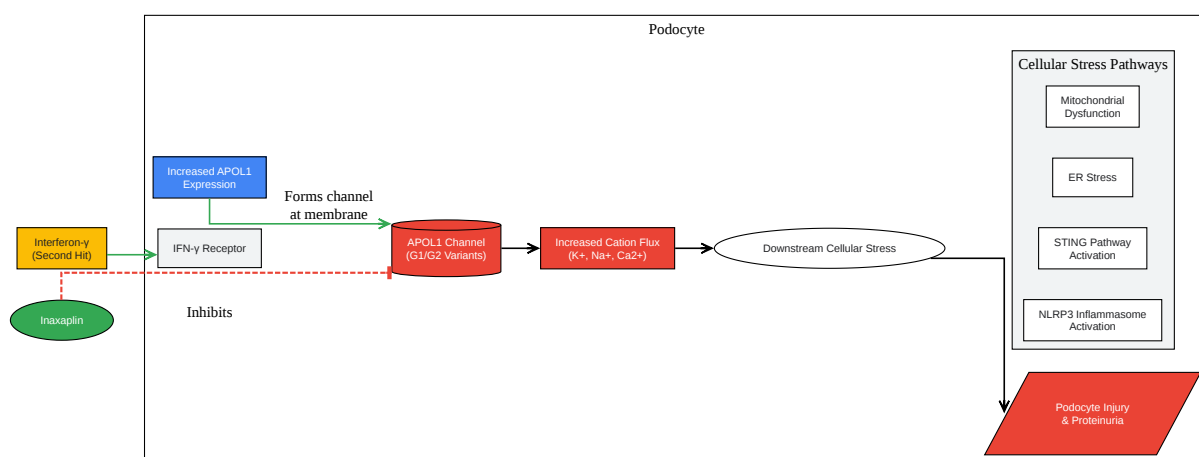 Podocyte
Cellular Stress Pathways
Mitochondrial
Dysfunction
Increased APOL1
Expression
ER Stress
Forms channel
at membrane
Interferon-γ
(Second Hit)
IFN-γ Receptor
APOL1 Channel
(G1/G2 Variants)
Increased Cation Flux
(K+, Na+, Ca2+)
Downstream Cellular Stress
STING Pathway
Activation
Inaxaplin
Inhibits
NLRP3 Inflammasome
Activation
Podocyte Injury
& Proteinuria